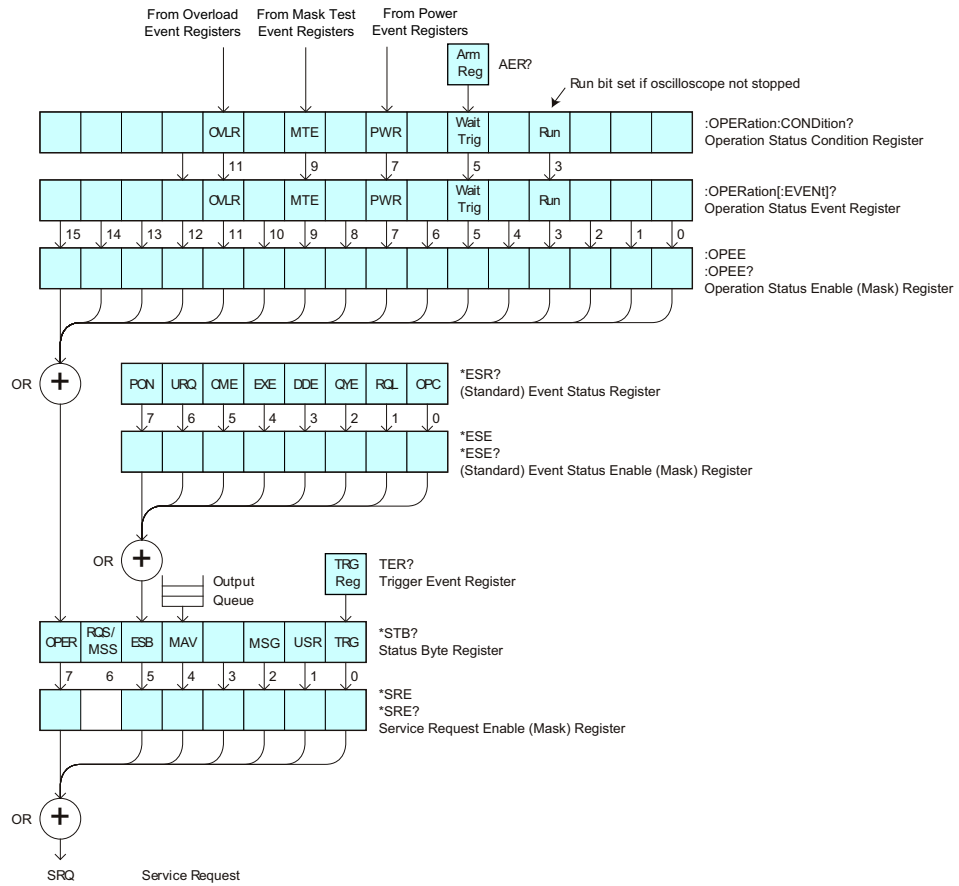 From Overload
Event Registers
From Mask Test
Event Registers
From Power
Event Registers
Arm
Reg
AER?
Run bit set if oscilloscope not stopped
OVLR
MTE
PWR
Wait
Trig
Run
:OPERation:CONDition?
Operation Status Condition Register
11
9
7
5
3
OVLR
MTE
PWR
Wait
Trig
Run
:OPERation[:EVENt]?
Operation Status Event Register
15 14 13 12 11 10 9 8 7 6 5 4 3 2 1 0
:OPEE
:OPEE?
Operation Status Enable (Mask) Register
OR
+
PON URQ CME EXE DDE QYE RQL OPC
*ESR?
(Standard) Event Status Register
7 6 5 4 3 2 1 0
*ESE
*ESE?
(Standard) Event Status Enable (Mask) Register
OR
+
Output
Queue
TRG
Reg
TER?
Trigger Event Register
OPER
RQS/
MSS
ESB
MAV
MSG
USR
TRG
*STB?
Status Byte Register
7 6 5 4 3 2 1 0
*SRE
*SRE?
Service Request Enable (Mask) Register
OR
+
SRQ
Service Request